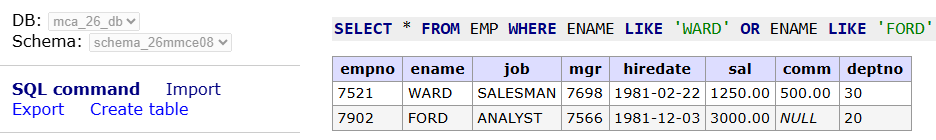 DB: mca_26_db
Schema: schema_26mmce08
SQL command Import
Export Create table
SELECT * FROM EMP WHERE ENAME LIKE 'WARD' OR ENAME LIKE 'FORD'
empno ename job mgr hiredate sal comm deptno
7521 WARD SALESMAN 7698 1981-02-22 1250.00 500.00 30
7902 FORD ANALYST 7566 1981-12-03 3000.00 NULL 20